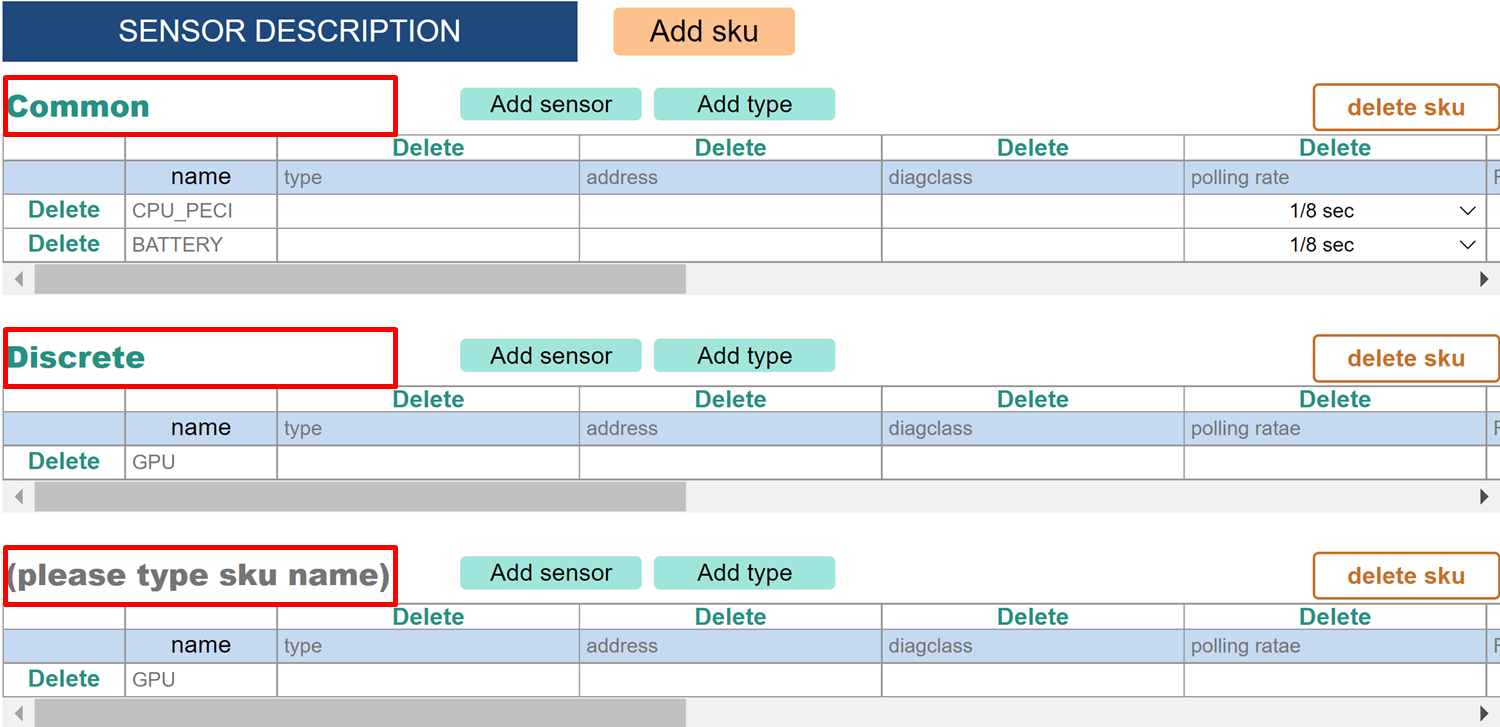 SENSOR DESCRIPTION Add sku
Common Add sensor Add type delete sku
Delete Delete Delete Delete
name type address diagclass polling rate
Delete CPU_PECI 1/8 sec
Delete BATTERY 1/8 sec
Discrete Add sensor Add type delete sku
Delete Delete Delete Delete
name type address diagclass polling ratae
Delete GPU
(please type sku name) Add sensor Add type delete sku
Delete Delete Delete Delete
name type address diagclass polling ratae
Delete GPU